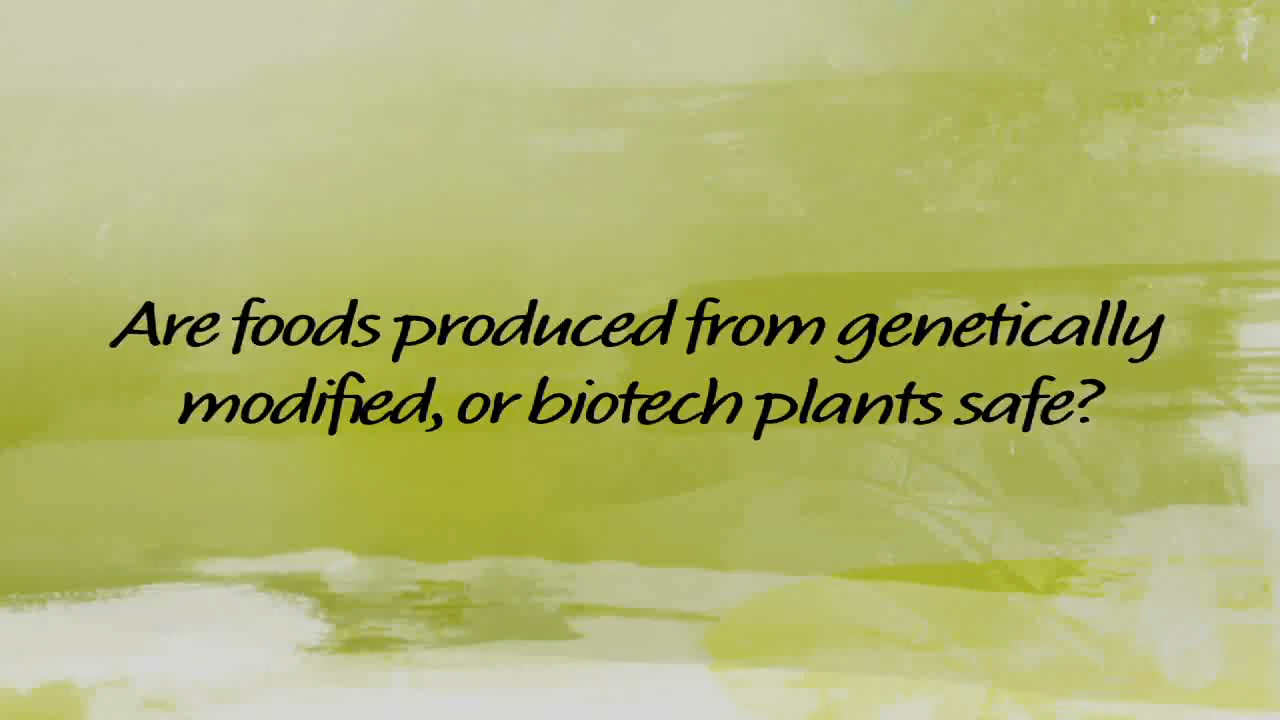 Are foods produced from genetically
modified, or biotech plants safe?